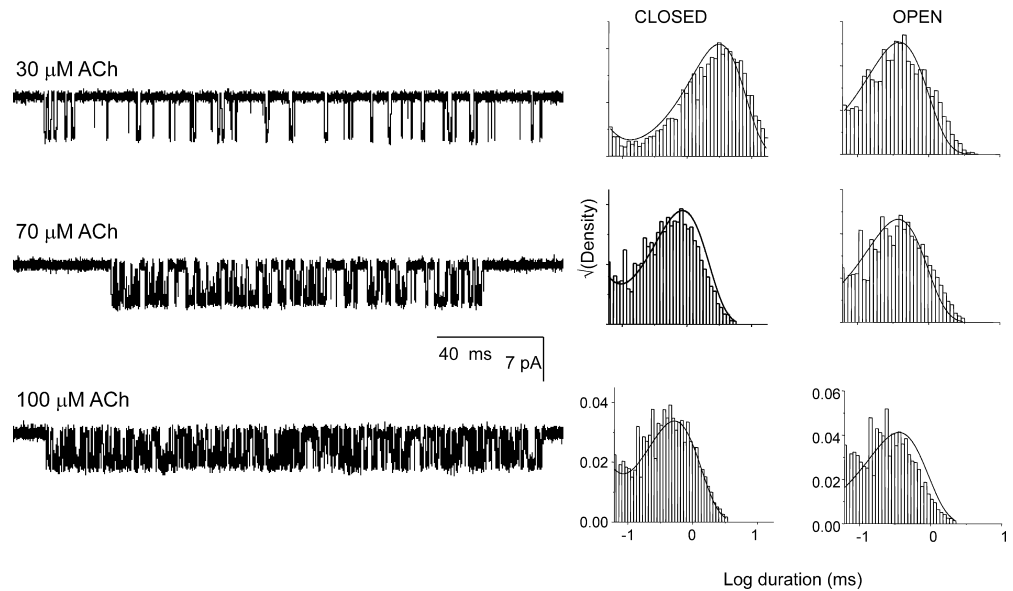 CLOSED OPEN
30 μM ACh
70 μM ACh
√(Density)
40 ms
7 pA
100 μM ACh
0.04
0.02
0.00
0.06
0.04
0.02
0.00
-1 0 1
-1 0 1
Log duration (ms)